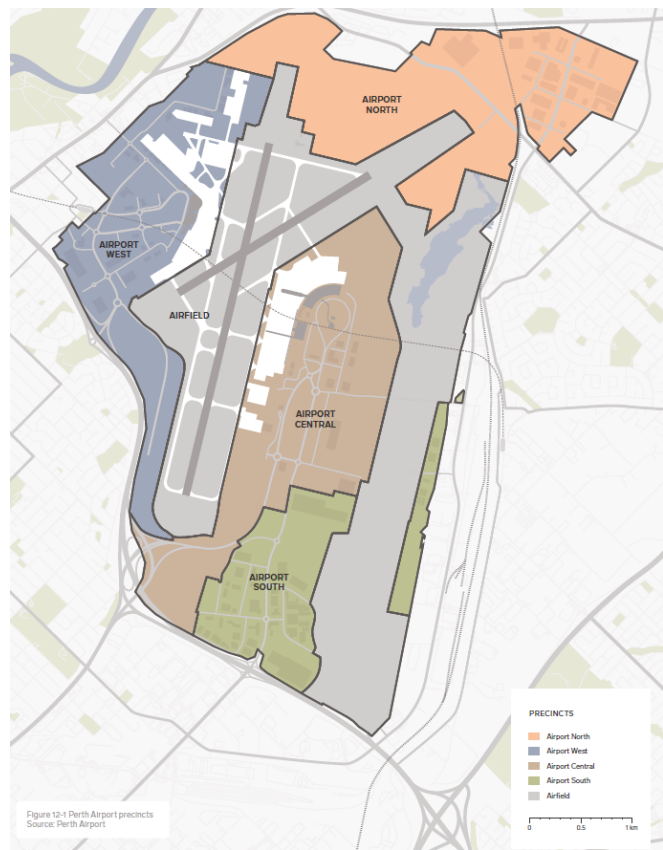 AIRPORT
NORTH
AIRPORT
WEST
AIRFIELD
AIRPORT
CENTRAL
AIRPORT
SOUTH
PRECINCTS
Airport North
Airport West
Airport Central
Airport South
Airfield
0 0.5 1 km
Figure 12-1 Perth Airport precincts
Source: Perth Airport